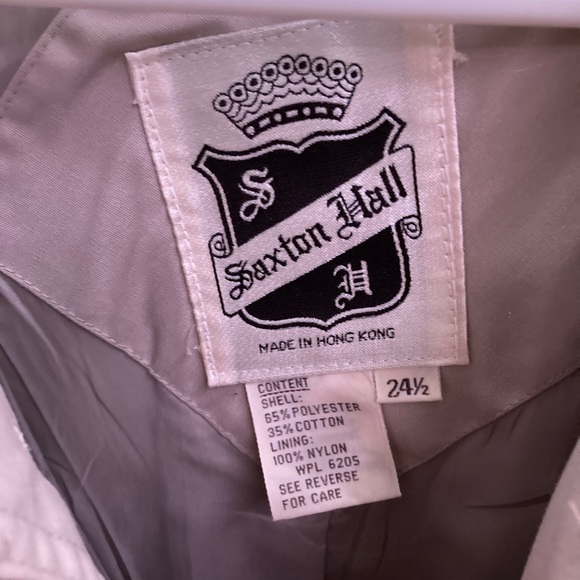 S
Saxton Hall
H
MADE IN HONG KONG
24½
CONTENT
SHELL:
65% POLYESTER
35% COTTON
LINING:
100% NYLON
WPL 6205
SEE REVERSE
FOR CARE